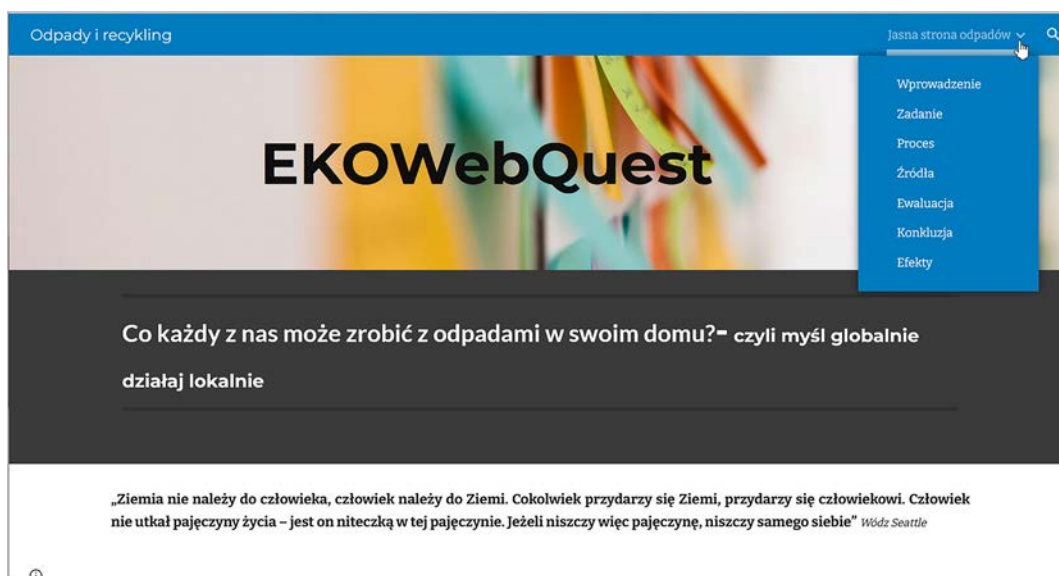 Odpady i recykling
Jasna strona odpadów
Wprowadzenie
Zadanie
Proces
Źródła
Ewaluacja
Konkluzja
Efekty
EKOWebQuest
Co każdy z nas może zrobić z odpadami w swoim domu?- czyli myśl globalnie
działaj lokalnie
„Ziemia nie należy do człowieka, człowiek należy do Ziemi. Cokolwiek przydarzy się Ziemi, przydarzy się człowiekowi. Człowiek
nie utkał pajęczyny życia – jest on niteczką w tej pajęczynie. Jeżeli niszczy więc pajęczynę, niszczy samego siebie” Wódz Seattle